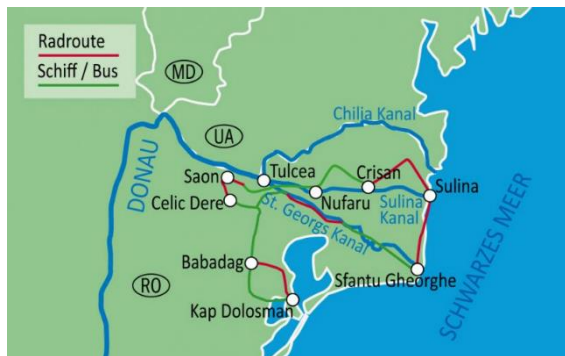 Radroute
Schiff / Bus
MD
UA
RO
DONAU
Chilia Kanal
Saon
Tulcea
Crisan
Sulina
Celic Dere
Nufaru
Sulina
Kanal
St. Georgs Kanal
Babadag
Sfantu Gheorghe
Kap Dolosman
SCHWARZES MEER